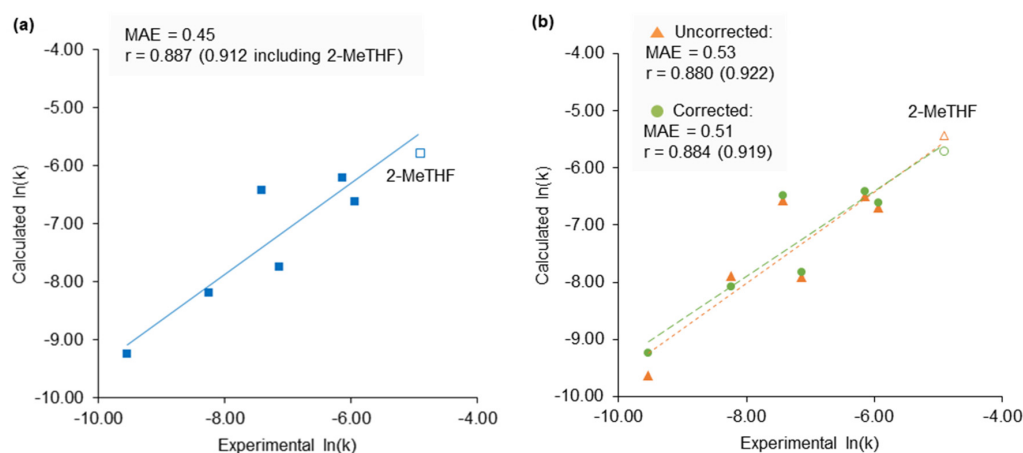 (a)
MAE = 0.45
r = 0.887 (0.912 including 2-MeTHF)
-4.00
-5.00
-6.00
-7.00
-8.00
-9.00
-10.00
Calculated ln(k)
2-MeTHF
-10.00 -8.00 -6.00 -4.00
Experimental ln(k)
(b)
Uncorrected:
MAE = 0.53
r = 0.880 (0.922)
Corrected:
MAE = 0.51
r = 0.884 (0.919)
-4.00
-5.00
-6.00
-7.00
-8.00
-9.00
-10.00
Calculated ln(k)
2-MeTHF
-10.00 -8.00 -6.00 -4.00
Experimental ln(k)